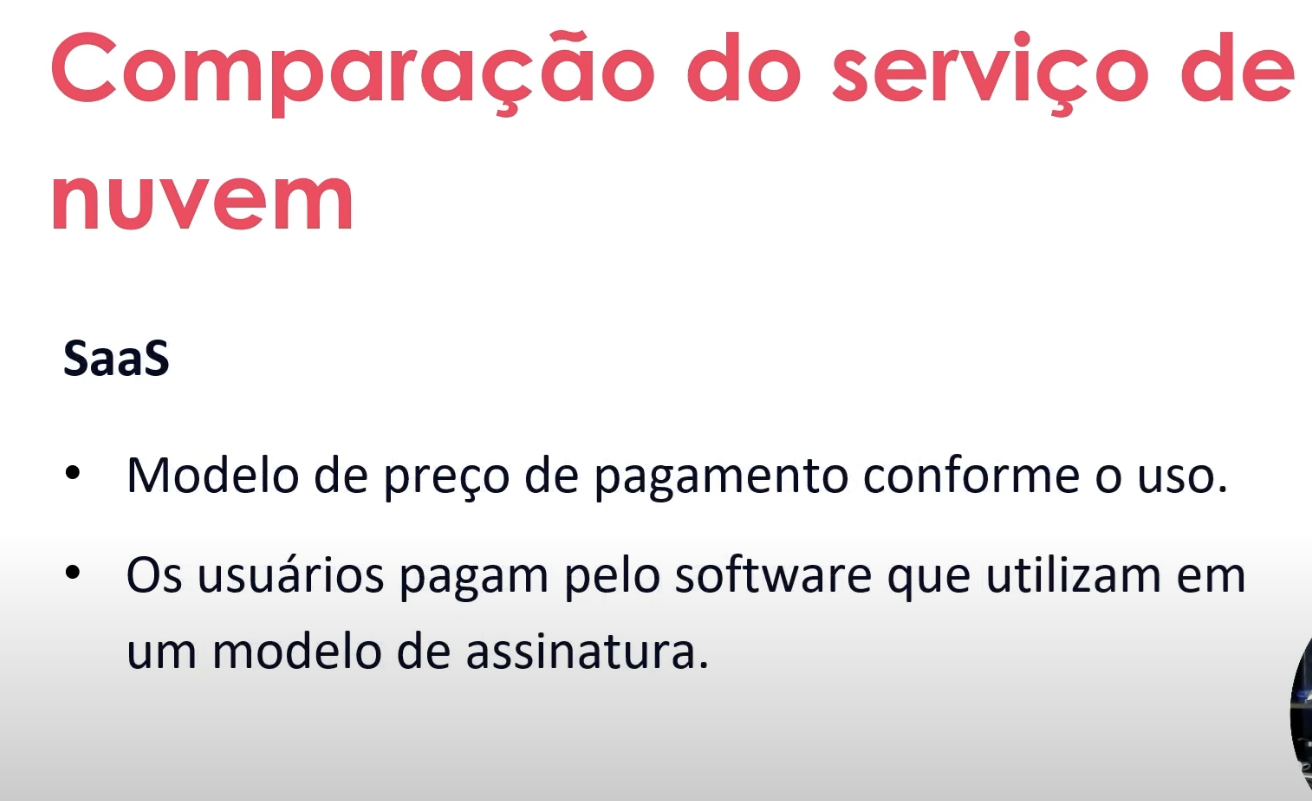 Comparação do serviço de
nuvem
SaaS
• Modelo de preço de pagamento conforme o uso.
• Os usuários pagam pelo software que utilizam em
um modelo de assinatura.